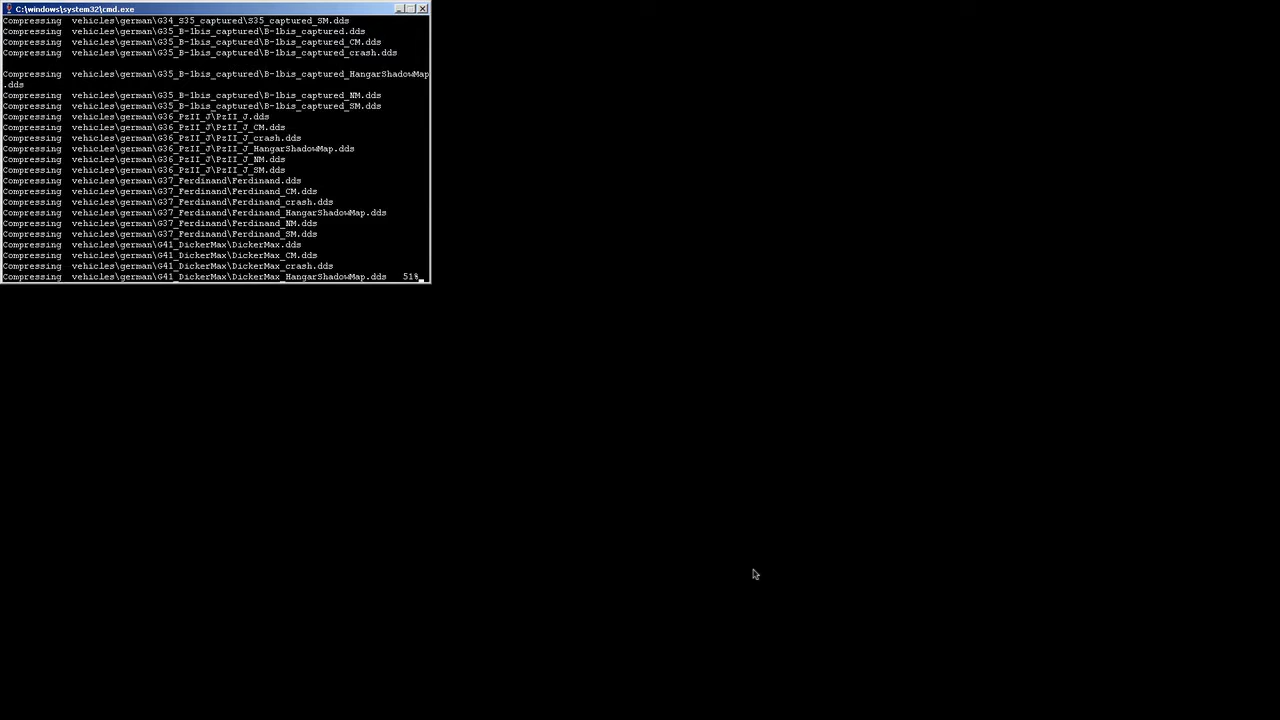 C:\windows\system32\cmd.exe
Compressing  vehicles\german\G34_S35_captured\S35_captured_SM.dds
Compressing  vehicles\german\G35_B-1bis_captured\B-1bis_captured.dds
Compressing  vehicles\german\G35_B-1bis_captured\B-1bis_captured_CM.dds
Compressing  vehicles\german\G35_B-1bis_captured\B-1bis_captured_crash.dds
Compressing  vehicles\german\G35_B-1bis_captured\B-1bis_captured_HangarShadowMap
.dds
Compressing  vehicles\german\G35_B-1bis_captured\B-1bis_captured_NM.dds
Compressing  vehicles\german\G35_B-1bis_captured\B-1bis_captured_SM.dds
Compressing  vehicles\german\G36_PzII_J\PzII_J.dds
Compressing  vehicles\german\G36_PzII_J\PzII_J_CM.dds
Compressing  vehicles\german\G36_PzII_J\PzII_J_crash.dds
Compressing  vehicles\german\G36_PzII_J\PzII_J_HangarShadowMap.dds
Compressing  vehicles\german\G36_PzII_J\PzII_J_NM.dds
Compressing  vehicles\german\G36_PzII_J\PzII_J_SM.dds
Compressing  vehicles\german\G37_Ferdinand\Ferdinand.dds
Compressing  vehicles\german\G37_Ferdinand\Ferdinand_CM.dds
Compressing  vehicles\german\G37_Ferdinand\Ferdinand_crash.dds
Compressing  vehicles\german\G37_Ferdinand\Ferdinand_HangarShadowMap.dds
Compressing  vehicles\german\G37_Ferdinand\Ferdinand_NM.dds
Compressing  vehicles\german\G37_Ferdinand\Ferdinand_SM.dds
Compressing  vehicles\german\G41_DickerMax\DickerMax.dds
Compressing  vehicles\german\G41_DickerMax\DickerMax_CM.dds
Compressing  vehicles\german\G41_DickerMax\DickerMax_crash.dds
Compressing  vehicles\german\G41_DickerMax\DickerMax_HangarShadowMap.dds   51%